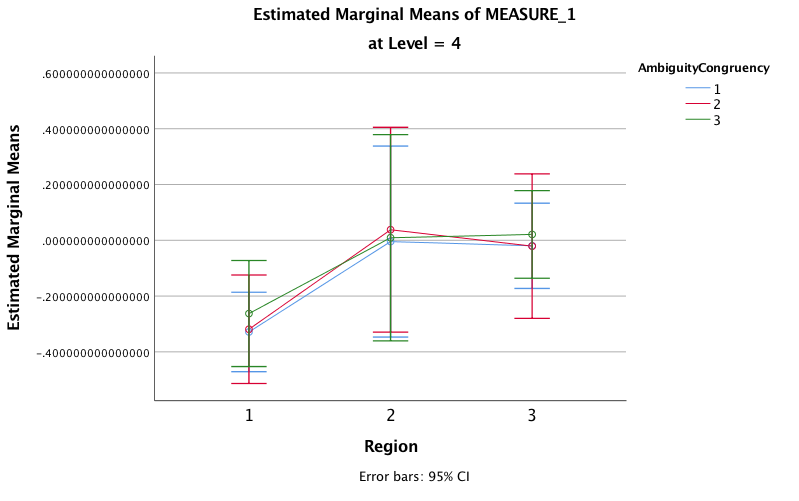 Estimated Marginal Means of MEASURE_1
at Level = 4
Estimated Marginal Means
.600000000000000
.400000000000000
.200000000000000
.000000000000000
-.200000000000000
-.400000000000000
1
2
3
Region
Error bars: 95% CI
AmbiguityCongruency
1
2
3